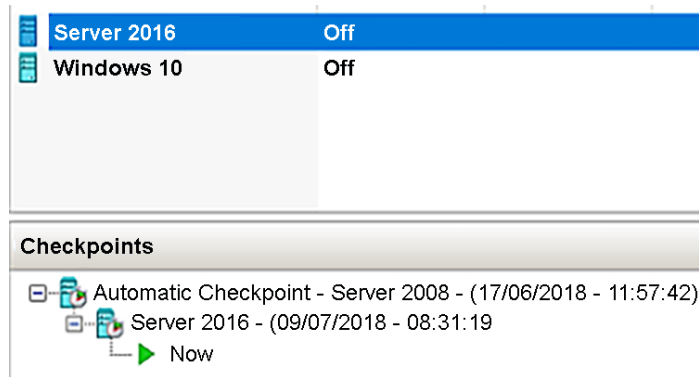 Server 2016 Off
Windows 10 Off
Checkpoints
Automatic Checkpoint - Server 2008 - (17/06/2018 - 11:57:42)
Server 2016 - (09/07/2018 - 08:31:19
Now